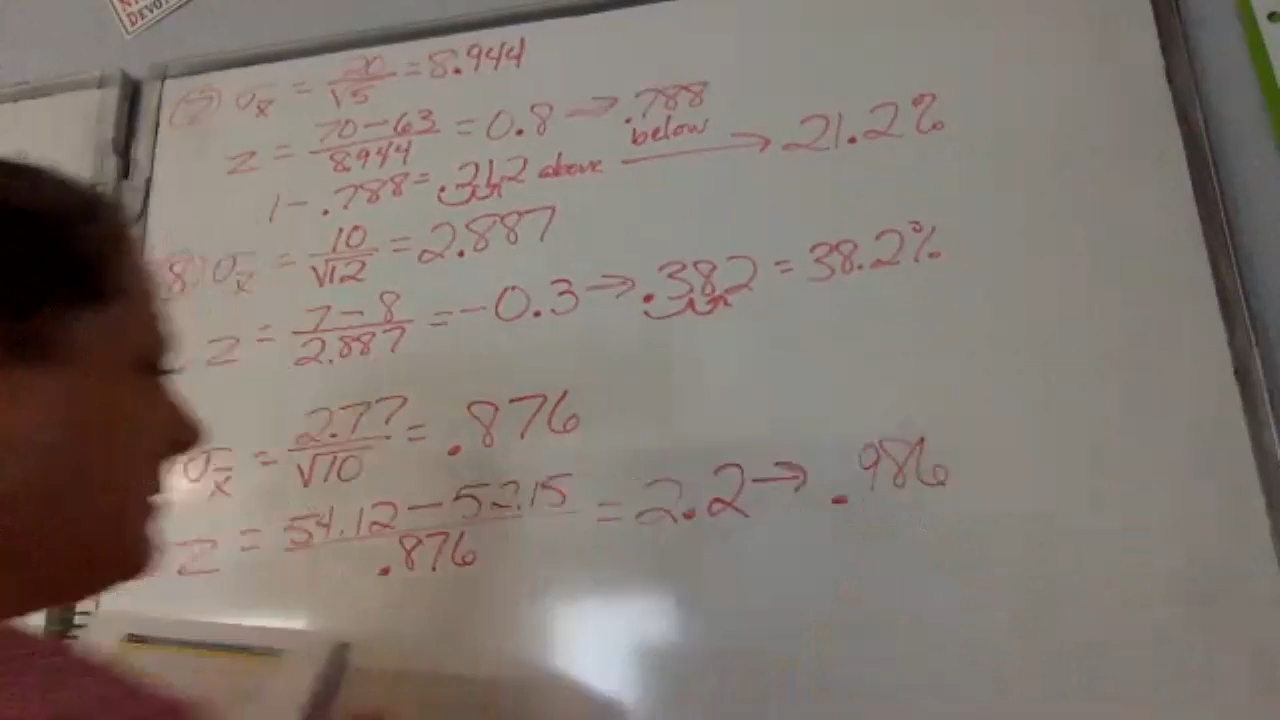 7) σx̄ = 20/√5 = 8.944
z = 70-63/8.944 = 0.8 → .788 below
1-.788 = .212 above → 21.2%
8) σx̄ = 10/√12 = 2.887
z = 7-8/2.887 = -0.3 → .382 = 38.2%
σx̄ = 2.77/√10 = .876
z = 54.12-52.15/.876 = 2.2 → .986